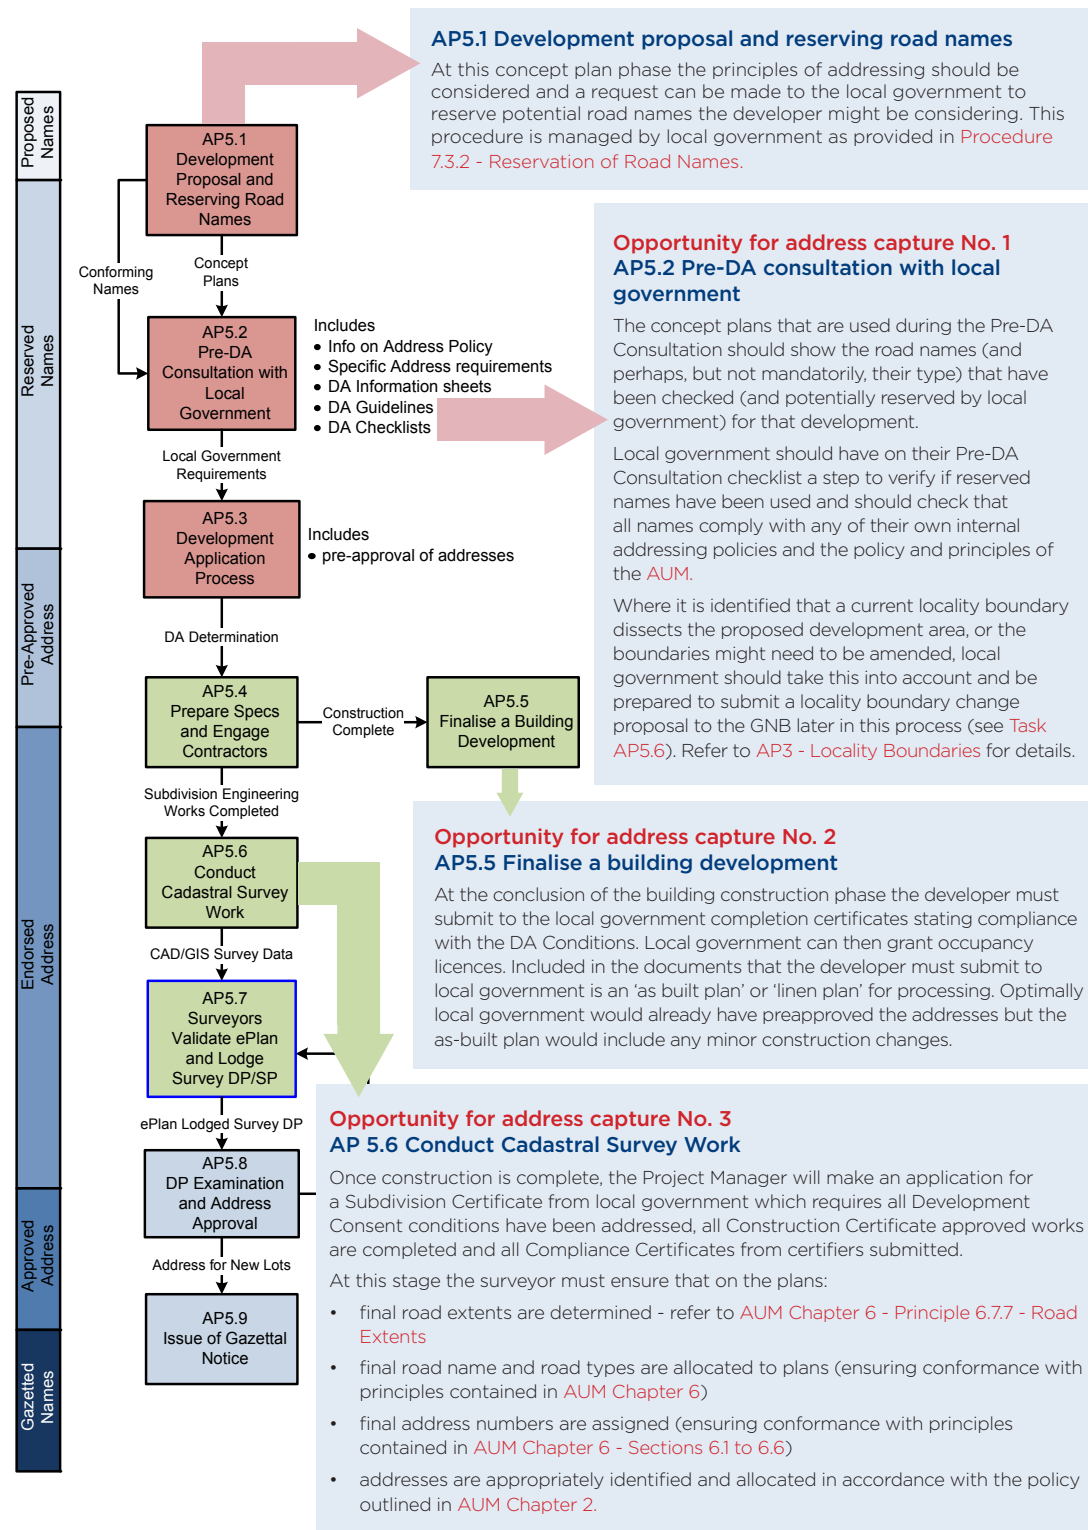 AP5.1 Development proposal and reserving road names
At this concept plan phase the principles of addressing should be
considered and a request can be made to the local government to
reserve potential road names the developer might be considering. This
procedure is managed by local government as provided in Procedure
7.3.2 - Reservation of Road Names.
Proposed
Names
Reserved
Names
Pre-Approved
Address
Endorsed
Address
Approved
Address
Gazetted
Names
AP5.1
Development
Proposal and
Reserving Road
Names
Conforming
Names
Concept
Plans
AP5.2
Pre-DA
Consultation with
Local
Government
Includes
• Info on Address Policy
• Specific Address requirements
• DA Information sheets
• DA Guidelines
• DA Checklists
Local Government
Requirements
AP5.3
Development
Application
Process
Includes
• pre-approval of addresses
DA Determination
AP5.4
Prepare Specs
and Engage
Contractors
Construction
Complete
AP5.5
Finalise a Building
Development
Subdivision Engineering
Works Completed
AP5.6
Conduct
Cadastral Survey
Work
CAD/GIS Survey Data
AP5.7
Surveyors
Validate ePlan
and Lodge
Survey DP/SP
ePlan Lodged Survey DP
AP5.8
DP Examination
and Address
Approval
Address for New Lots
AP5.9
Issue of Gazettal
Notice
Opportunity for address capture No. 1
AP5.2 Pre-DA consultation with local
government
The concept plans that are used during the Pre-DA
Consultation should show the road names (and
perhaps, but not mandatorily, their type) that have
been checked (and potentially reserved by local
government) for that development.
Local government should have on their Pre-DA
Consultation checklist a step to verify if reserved
names have been used and should check that
all names comply with any of their own internal
addressing policies and the policy and principles of
the AUM.
Where it is identified that a current locality boundary
dissects the proposed development area, or the
boundaries might need to be amended, local
government should take this into account and be
prepared to submit a locality boundary change
proposal to the GNB later in this process (see Task
AP5.6). Refer to AP3 - Locality Boundaries for details.
Opportunity for address capture No. 2
AP5.5 Finalise a building development
At the conclusion of the building construction phase the developer must
submit to the local government completion certificates stating compliance
with the DA Conditions. Local government can then grant occupancy
licences. Included in the documents that the developer must submit to
local government is an ‘as built plan’ or ‘linen plan’ for processing. Optimally
local government would already have preapproved the addresses but the
as-built plan would include any minor construction changes.
Opportunity for address capture No. 3
AP 5.6 Conduct Cadastral Survey Work
Once construction is complete, the Project Manager will make an application for
a Subdivision Certificate from local government which requires all Development
Consent conditions have been addressed, all Construction Certificate approved works
are completed and all Compliance Certificates from certifiers submitted.
At this stage the surveyor must ensure that on the plans:
• final road extents are determined - refer to AUM Chapter 6 - Principle 6.7.7 - Road
Extents
• final road name and road types are allocated to plans (ensuring conformance with
principles contained in AUM Chapter 6)
• final address numbers are assigned (ensuring conformance with principles
contained in AUM Chapter 6 - Sections 6.1 to 6.6)
• addresses are appropriately identified and allocated in accordance with the policy
outlined in AUM Chapter 2.